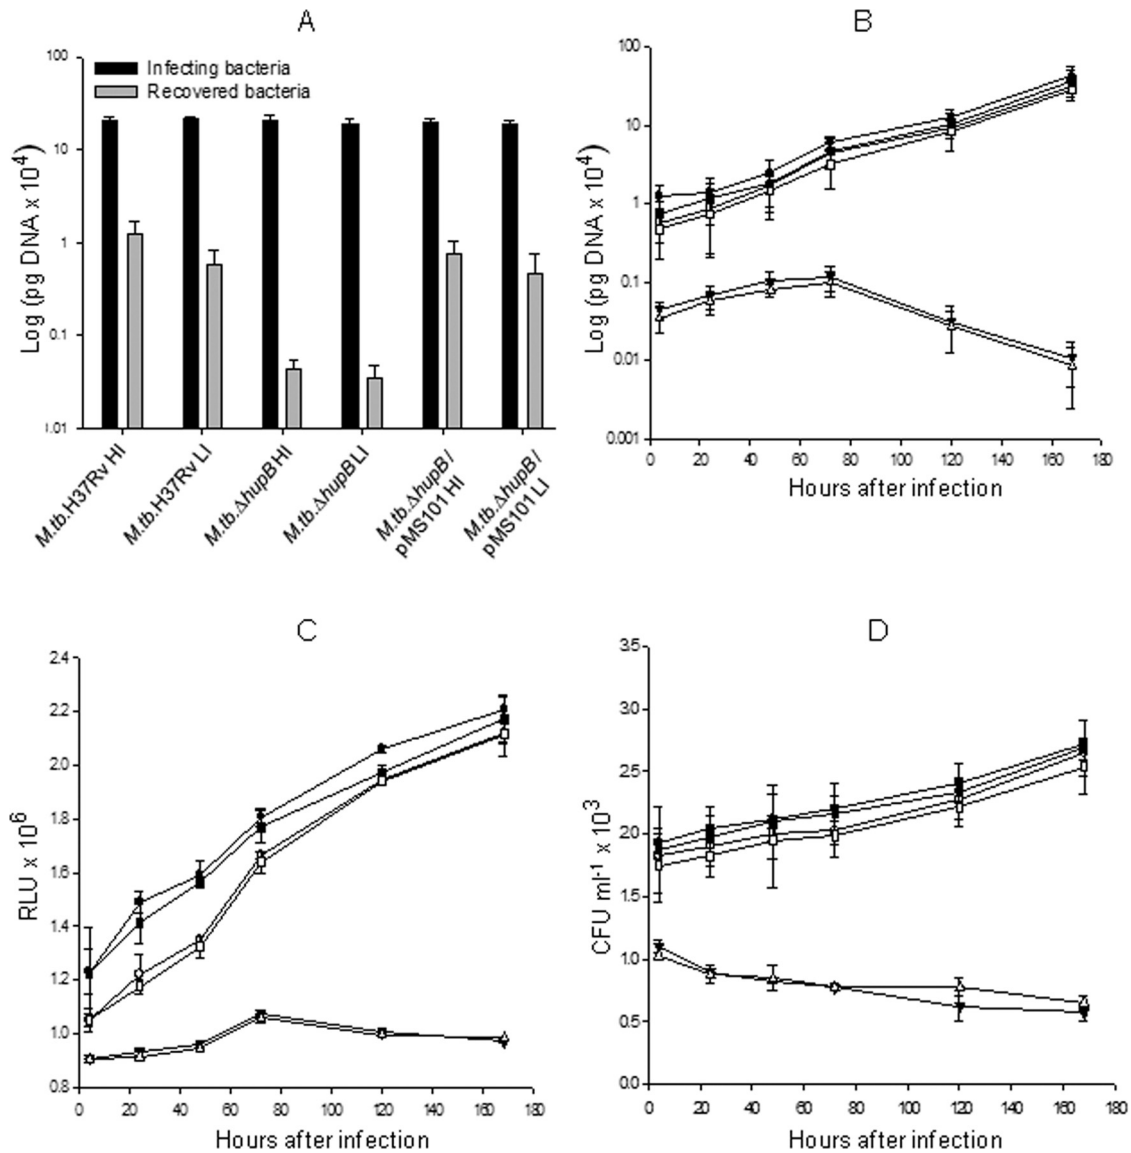 A
Log (pg DNA x 10⁴)
100
10
1
0.1
0.01
Infecting bacteria
Recovered bacteria
M.tb.H37Rv HI
M.tb.H37Rv LI
M.tb.ΔhupB HI
M.tb.ΔhupB LI
M.tb.ΔhupB/
pMS101 HI
M.tb.ΔhupB/
pMS101 LI
B
Log (pg DNA x 10⁴)
100
10
1
0.1
0.01
0.001
0 20 40 60 80 100 120 140 160 180
Hours after infection
C
RLU x 10⁶
2.4
2.2
2.0
1.8
1.6
1.4
1.2
1.0
0.8
0 20 40 60 80 100 120 140 160 180
Hours after infection
D
CFU ml⁻¹ x 10³
3.5
3.0
2.5
2.0
1.5
1.0
0.5
0.0
0 20 40 60 80 100 120 140 160 180
Hours after infection